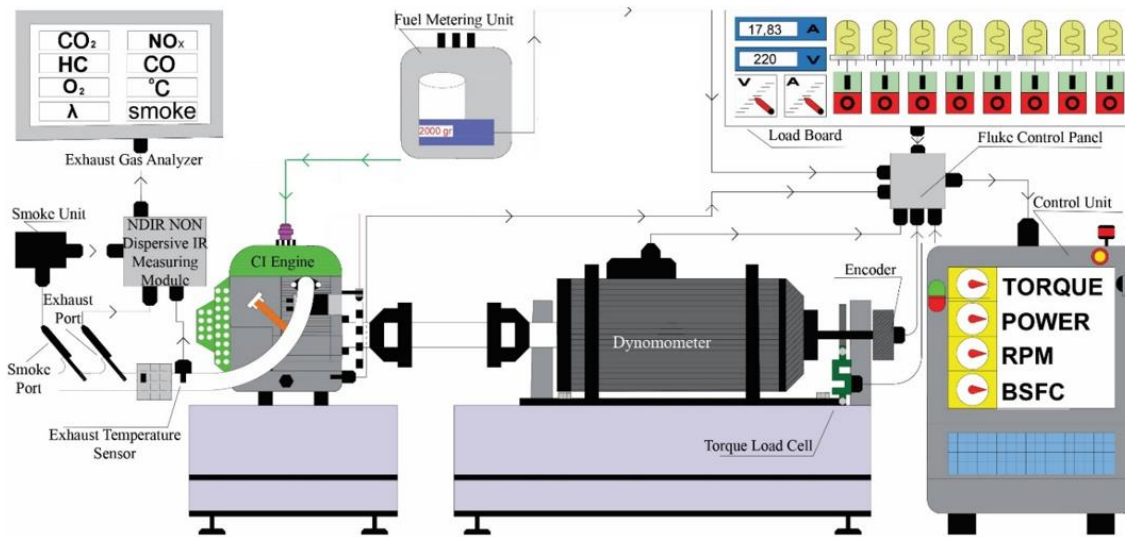 CO₂
NOx
HC
CO
O₂
°C
λ
smoke
Exhaust Gas Analyzer
Fuel Metering Unit
2000 gr
17,83 A
220 V
V
A
Load Board
Fluke Control Panel
Control Unit
Smoke Unit
NDIR NON
Dispersive IR
Measuring
Module
Exhaust
Port
Smoke
Port
Exhaust Temperature
Sensor
CI Engine
Dynomometer
Encoder
Torque Load Cell
TORQUE
POWER
RPM
BSFC